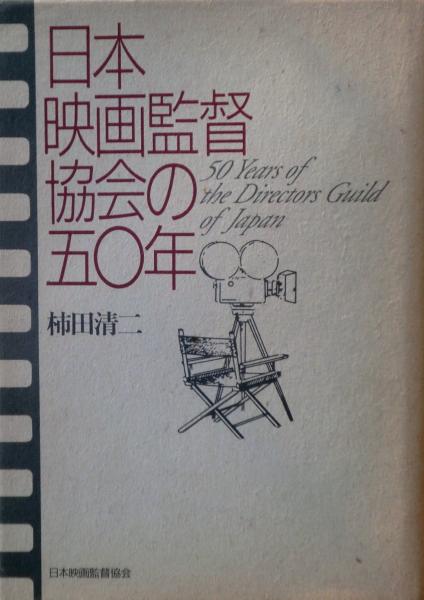 日本
映画監督
協会の
五〇年
50 Years of
the Directors Guild
of Japan
柿田清二
日本映画監督協会